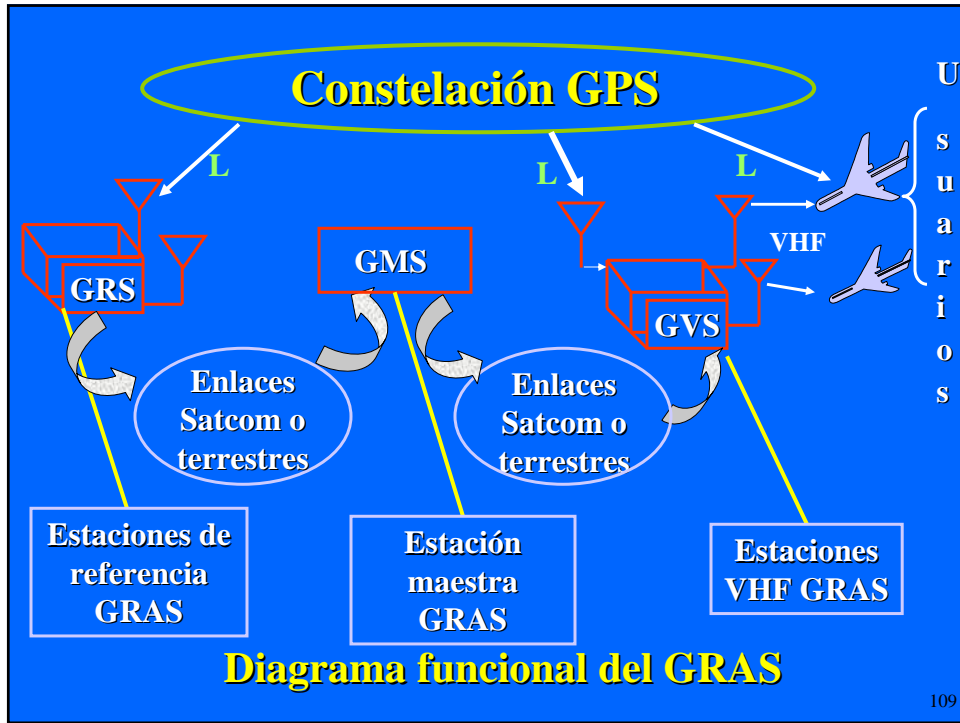 Constelación GPS
U
s
u
a
r
i
o
s
L
L
L
VHF
GRS
GMS
GVS
Enlaces
Satcom o
terrestres
Enlaces
Satcom o
terrestres
Estaciones de
referencia
GRAS
Estación
maestra
GRAS
Estaciones
VHF GRAS
Diagrama funcional del GRAS
109